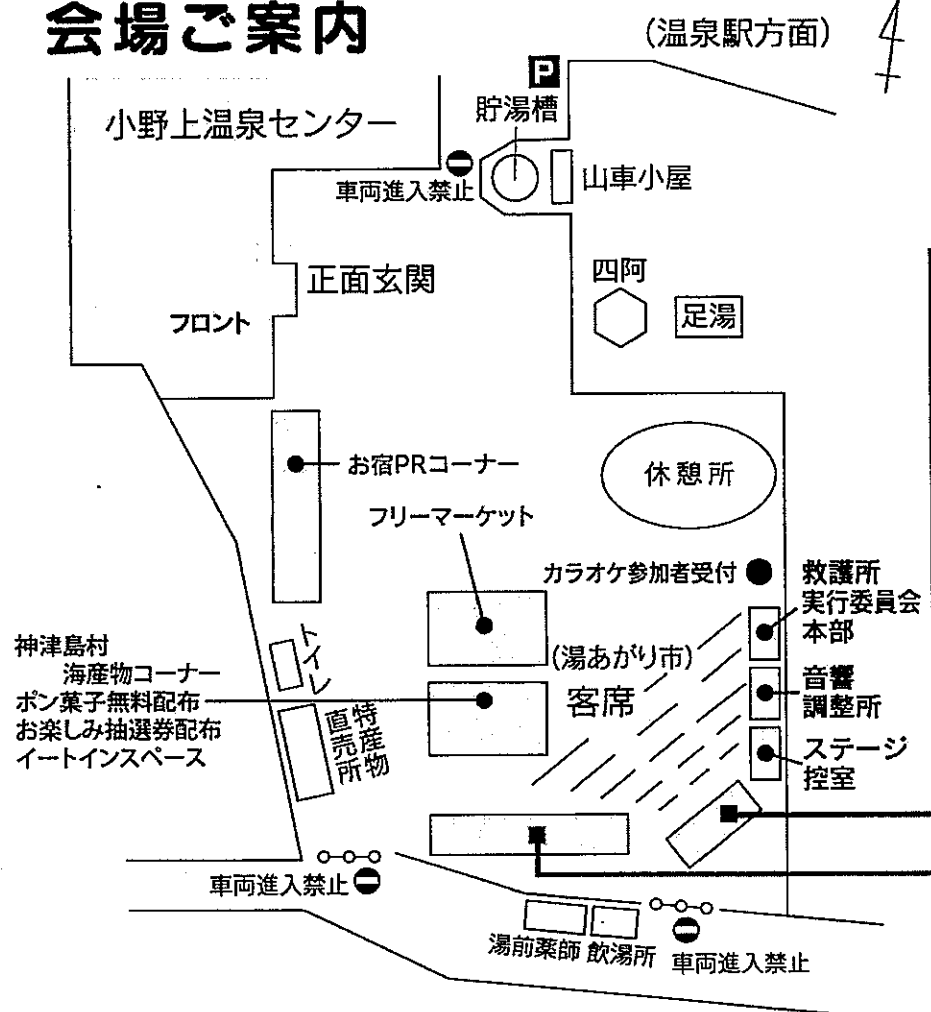 会場ご案内
(温泉駅方面)
P
貯湯槽
小野上温泉センター
車両進入禁止
山車小屋
正面玄関
四阿
足湯
フロント
お宿PRコーナー
休憩所
フリーマーケット
カラオケ参加者受付
救護所
実行委員会
本部
(湯あがり市)
客席
音響
調整所
ステージ
控室
トイレ
神津島村
海産物コーナー
ポン菓子無料配布
お楽しみ抽選券配布
イートインスペース
特産物
直売所
車両進入禁止
湯前薬師
飲湯所
車両進入禁止